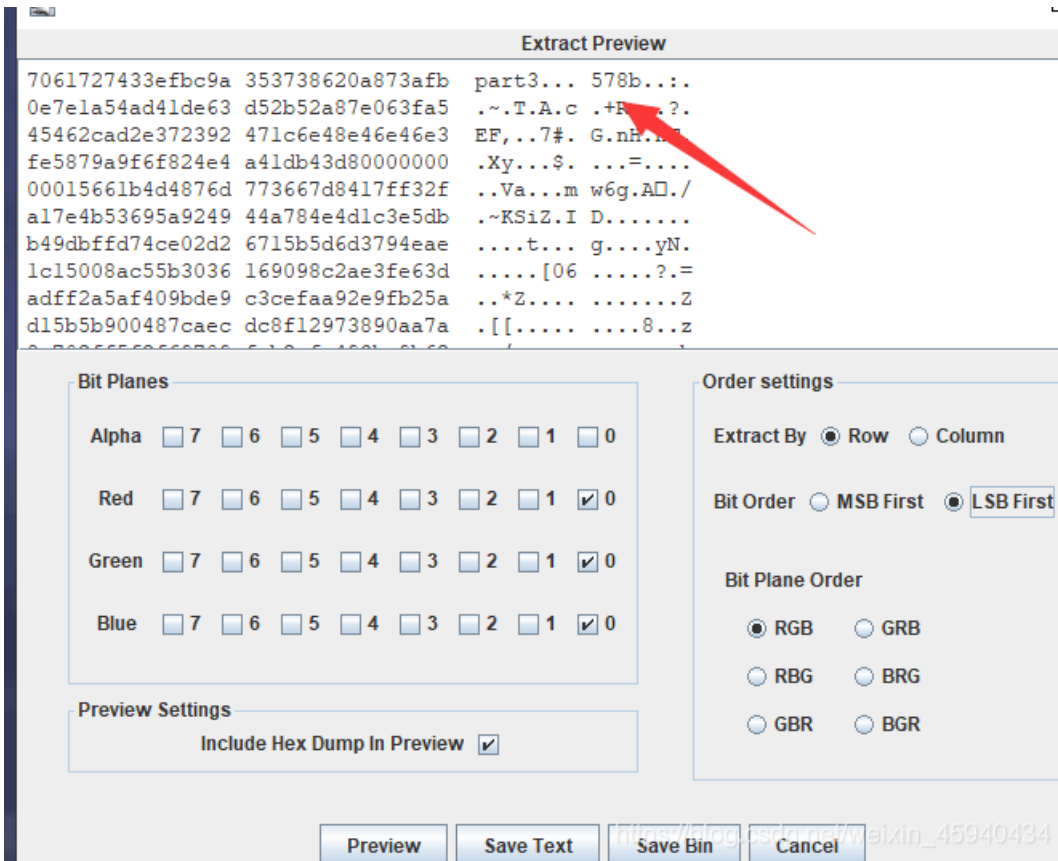 Extract Preview
7061727433efbc9a 353738620a873afb part3... 578b..:.
0e7e1a54ad41de63 d52b52a87e063fa5 .~.T.A.c .+R ?.
45462cad2e372392 471c6e48e46e46e3 EF,..7#. G.nH.
fe5879a9f6f824e4 a41db43d80000000 .Xy...$. ...=....
00015661b4d4876d 773667d8417ff32f ..Va...m w6g.A□./
a17e4b53695a9249 44a784e4d1c3e5db .~KSiZ.I D.......
b49dbffd74ce02d2 6715b5d6d3794eae ....t... g....yN.
1c15008ac55b3036 169098c2ae3fe63d .....[06 .....?.=
adff2a5af409bde9 c3cefaa92e9fb25a ..*Z.... .......Z
d15b5b900487caec dc8f12973890aa7a .[[..... ....8..z
Bit Planes
Order settings
Alpha 7 6 5 4 3 2 1 0
Extract By Row Column
Red 7 6 5 4 3 2 1 0
Bit Order MSB First LSB First
Green 7 6 5 4 3 2 1 0
Bit Plane Order
Blue 7 6 5 4 3 2 1 0
RGB GRB
RBG BRG
GBR BGR
Preview Settings
Include Hex Dump In Preview
Preview Save Text Save Bin Cancel
https://blog.csdn.net/weixin_45940434